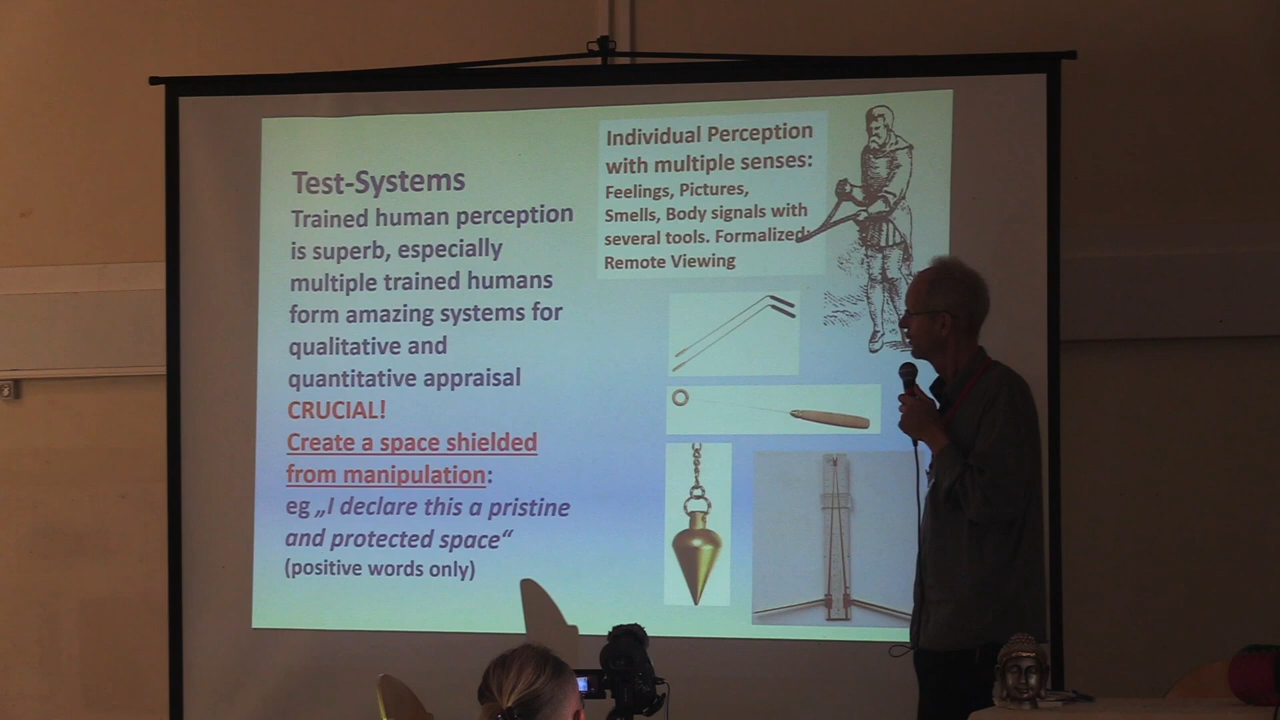 Test-Systems
Trained human perception
is superb, especially
multiple trained humans
form amazing systems for
qualitative and
quantitative appraisal
CRUCIAL!
Create a space shielded
from manipulation:
eg „I declare this a pristine
and protected space“
(positive words only)
Individual Perception
with multiple senses:
Feelings, Pictures,
Smells, Body signals with
several tools. Formalized:
Remote Viewing